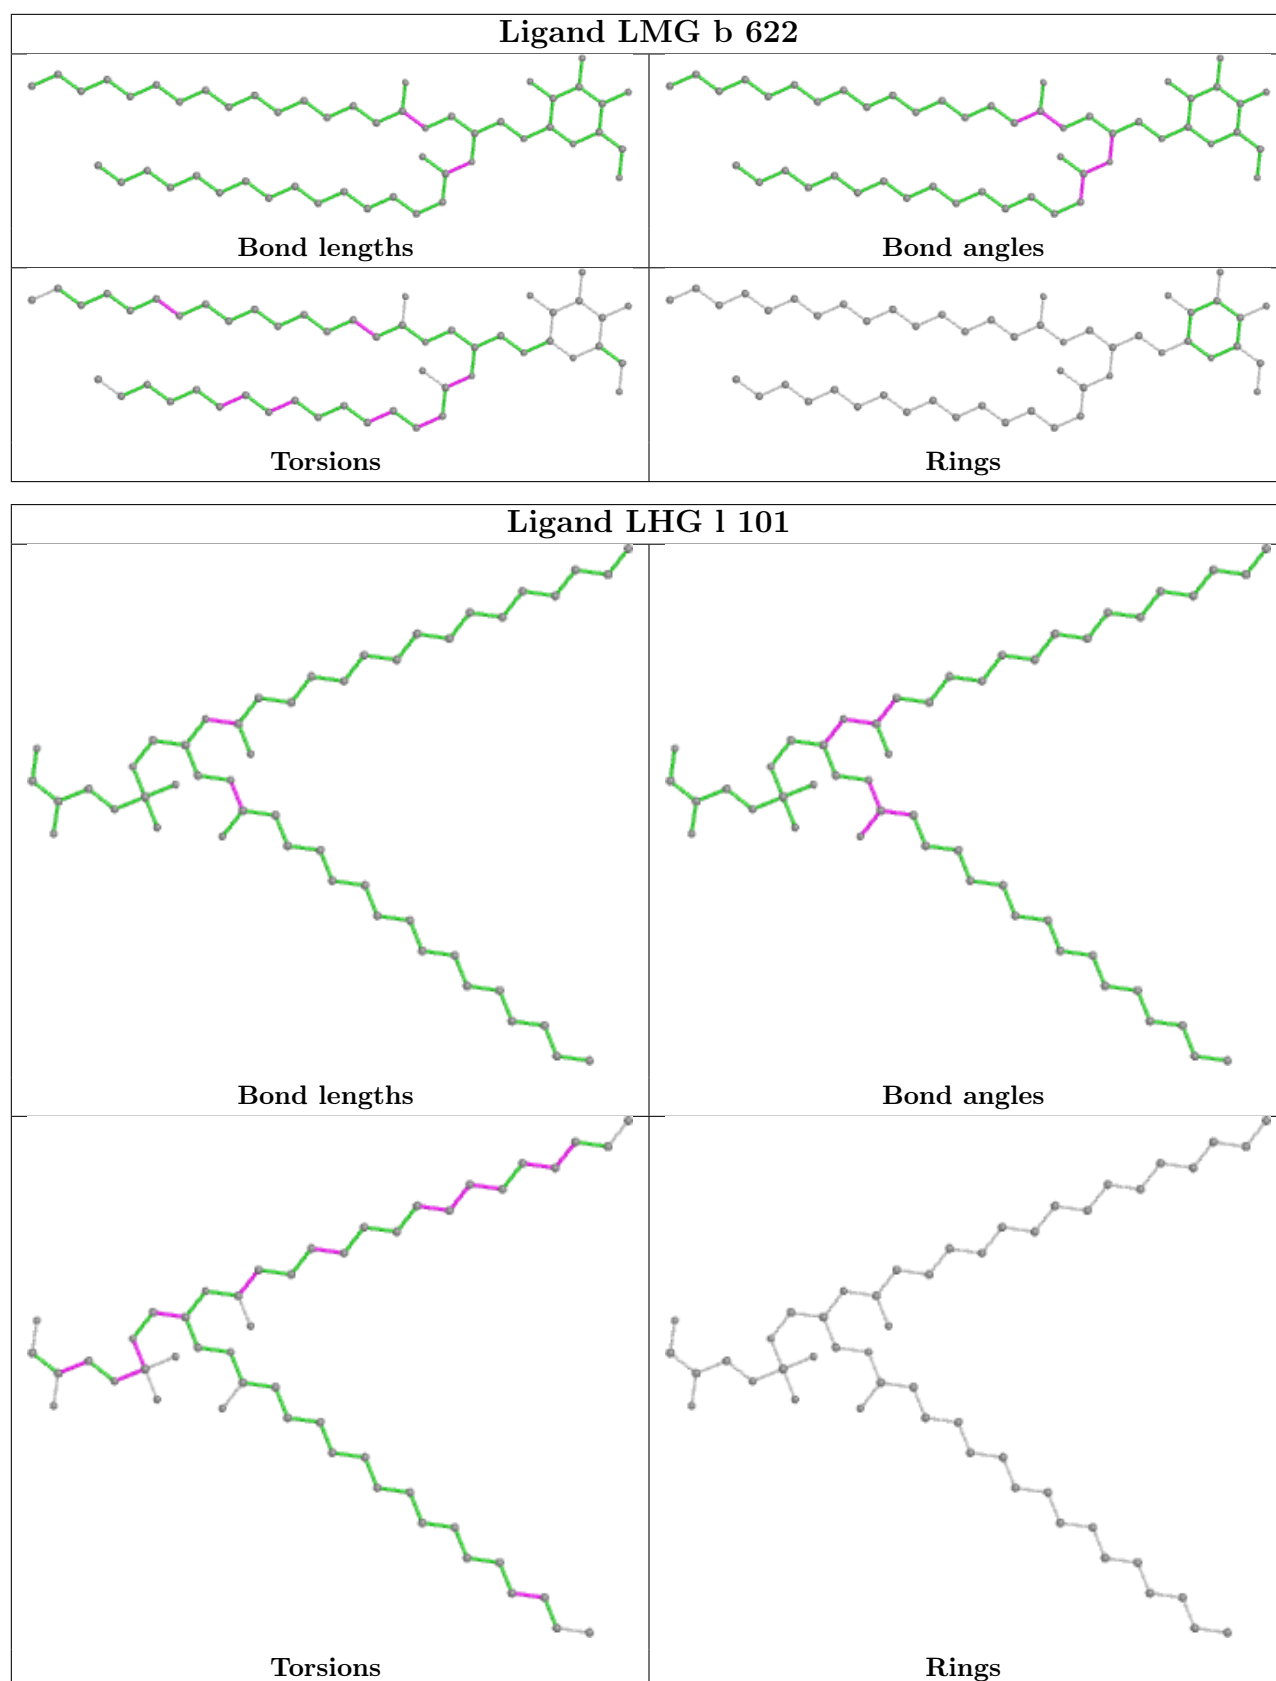 Ligand LMG b 622
Bond lengths
Bond angles
Torsions
Rings
Ligand LHG l 101
Bond lengths
Bond angles
Torsions
Rings